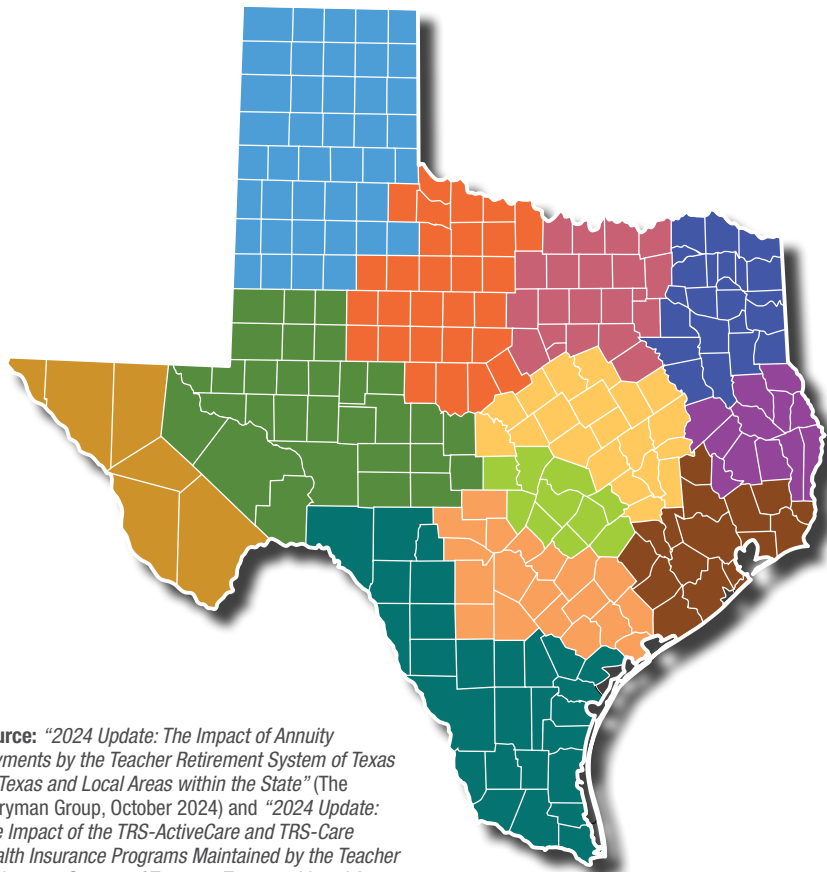 urce: “2024 Update: The Impact of Annuity
yments by the Teacher Retirement System of Texas
Texas and Local Areas within the State” (The
ryman Group, October 2024) and “2024 Update:
e Impact of the TRS-ActiveCare and TRS-Care
alth Insurance Programs Maintained by the Teacher